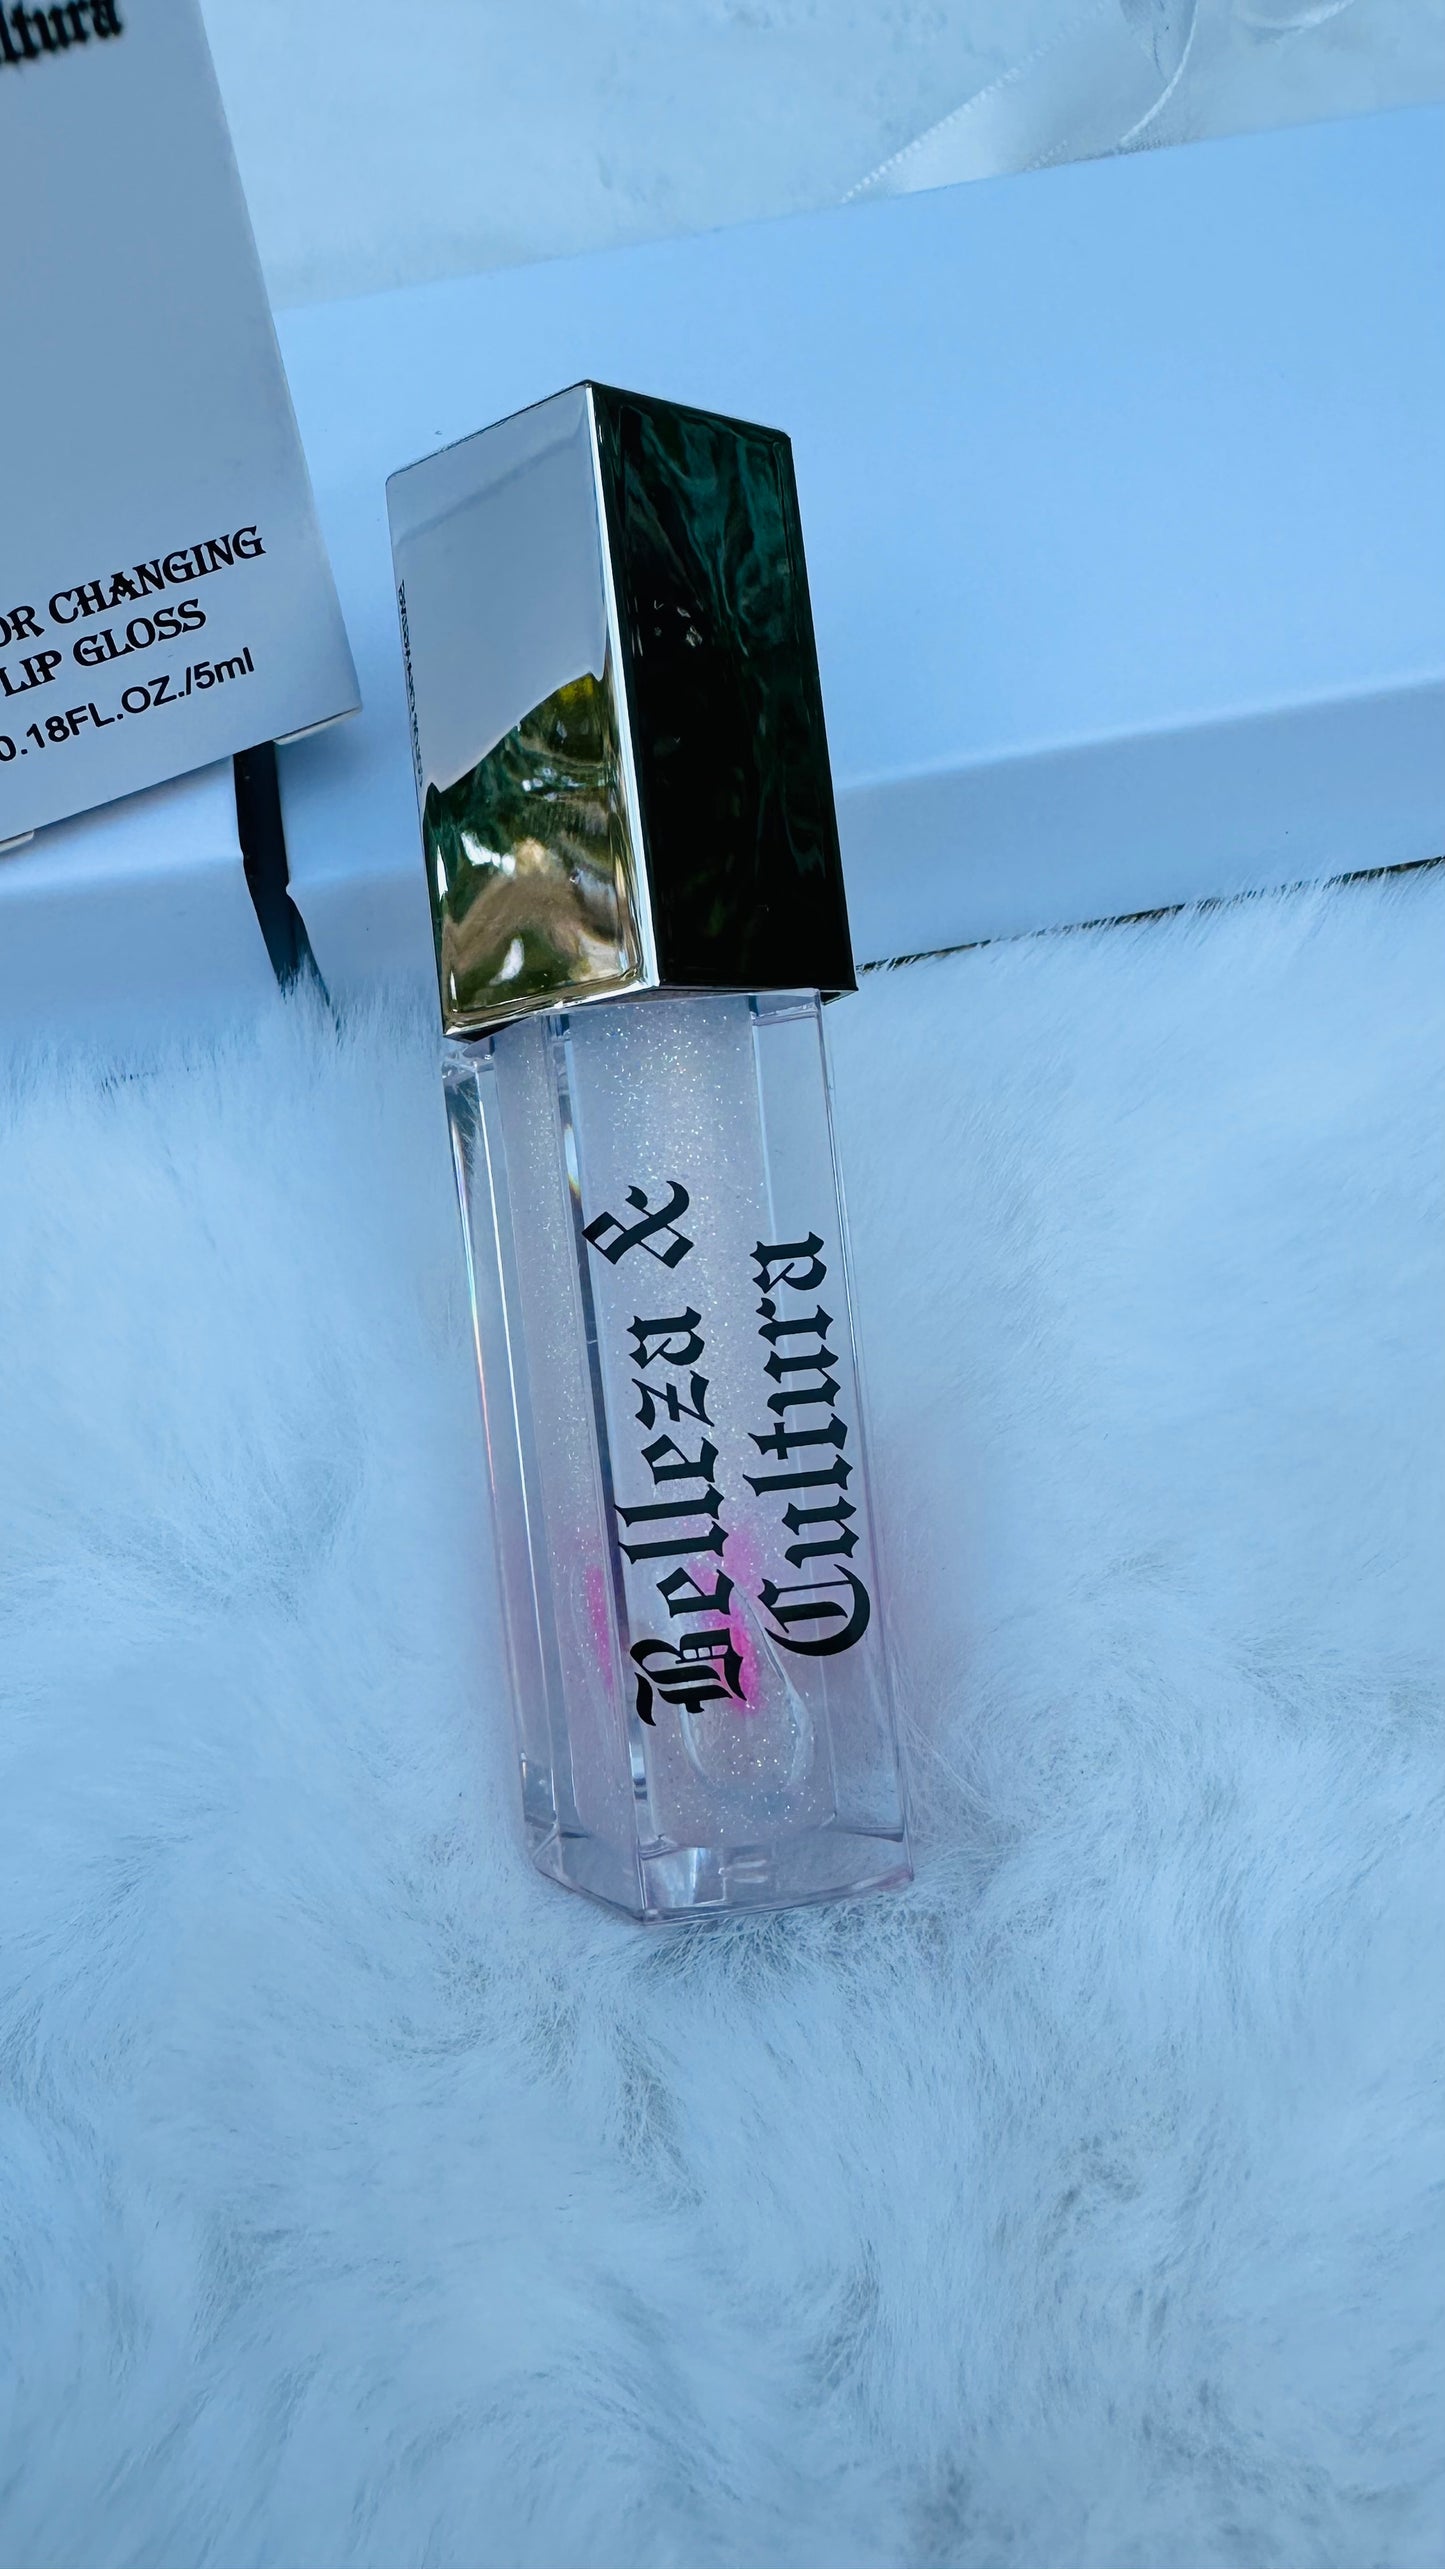 ltura
OR CHANGING
LIP GLOSS
0.18FL.OZ./5ml
Belleza &
Cultura